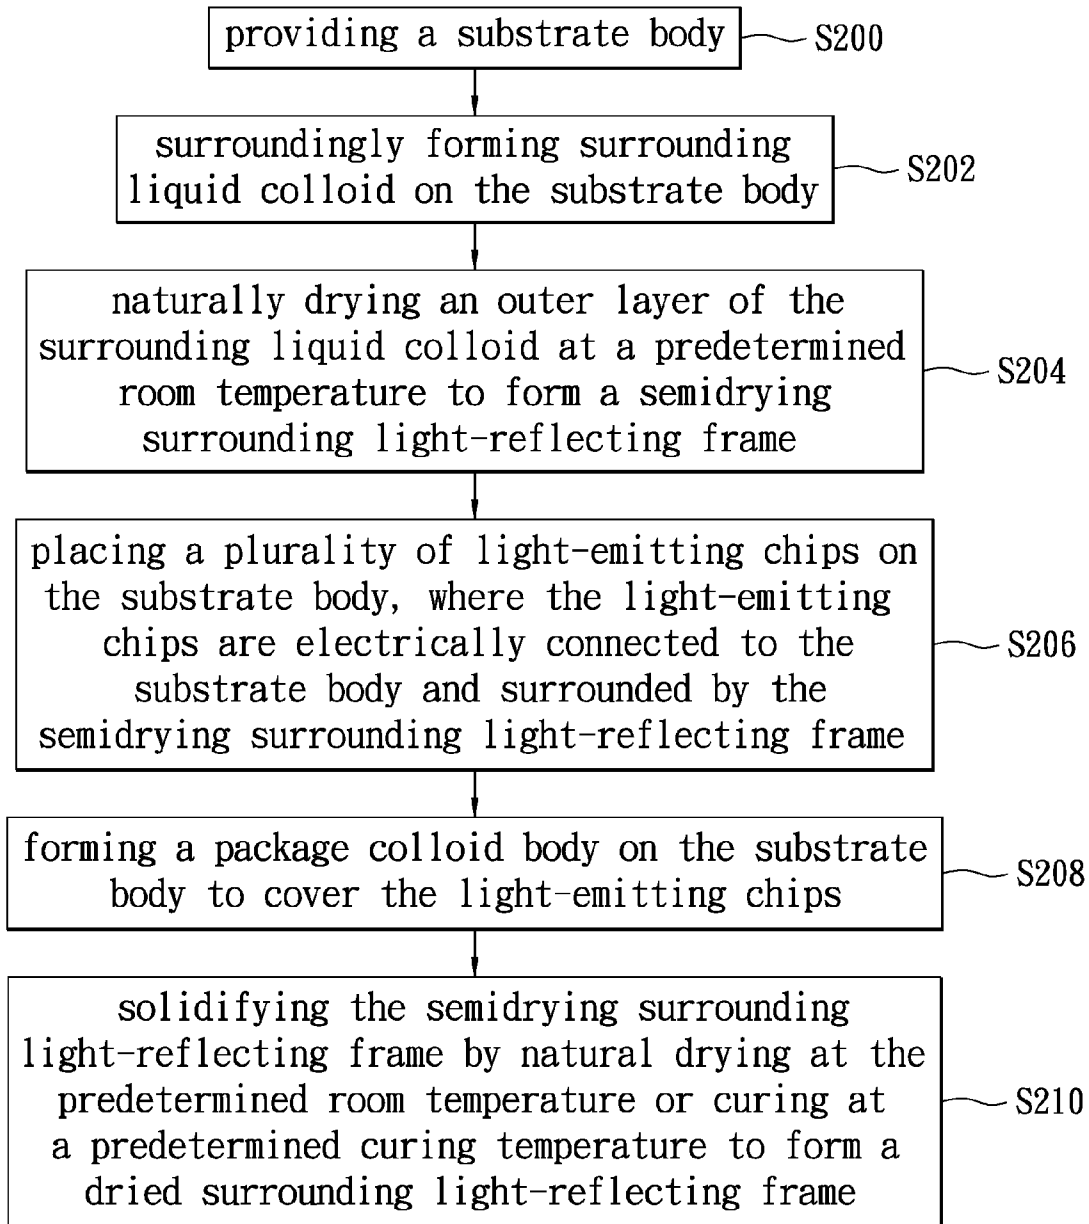 providing a substrate body
S200
surroundingly forming surrounding
liquid colloid on the substrate body
S202
naturally drying an outer layer of the
surrounding liquid colloid at a predetermined
room temperature to form a semidrying
surrounding light-reflecting frame
S204
placing a plurality of light-emitting chips on
the substrate body, where the light-emitting
chips are electrically connected to the
substrate body and surrounded by the
semidrying surrounding light-reflecting frame
S206
forming a package colloid body on the substrate
body to cover the light-emitting chips
S208
solidifying the semidrying surrounding
light-reflecting frame by natural drying at the
predetermined room temperature or curing at
a predetermined curing temperature to form a
dried surrounding light-reflecting frame
S210